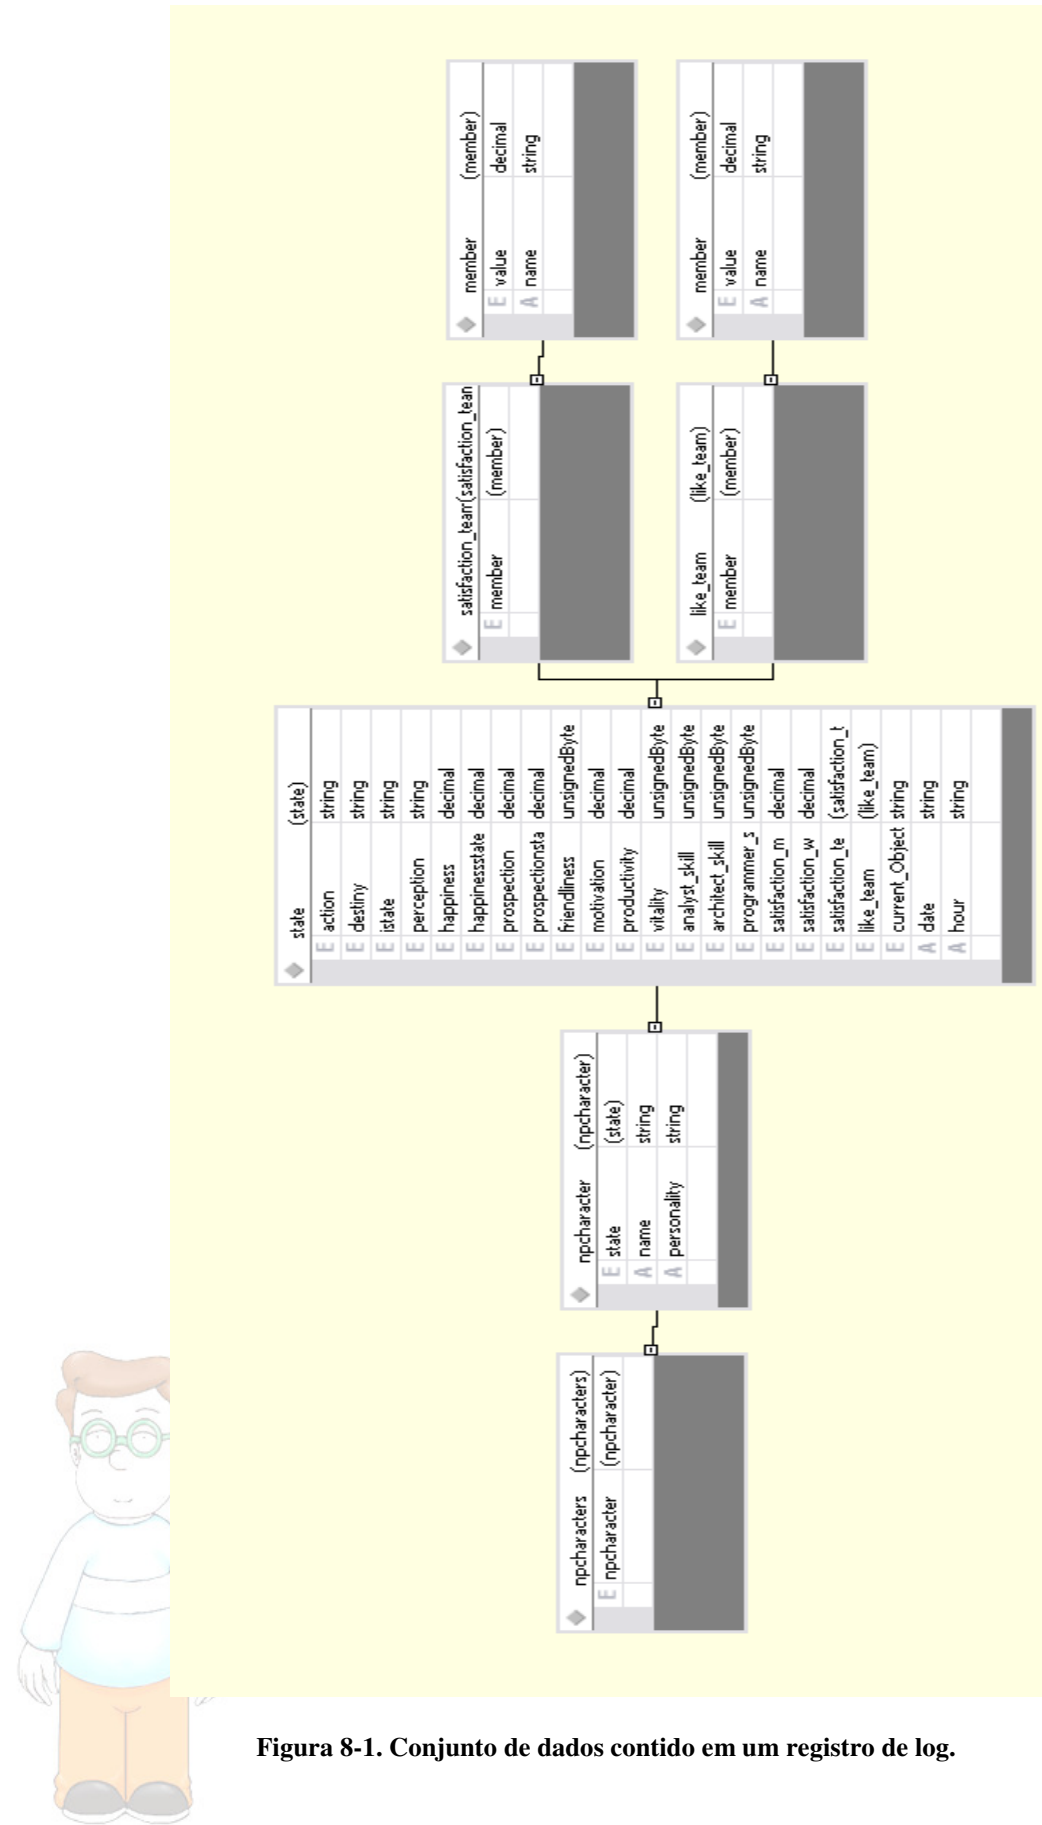 npcharacters (npcharacters)
E npcharacter (npcharacter)
npcharacter (npcharacter)
E state (state)
A name string
A personality string
state (state)
E action string
E destiny string
E istate string
E perception string
E happiness decimal
E happinessstate decimal
E prospection decimal
E prospectionsta decimal
E friendliness unsignedByte
E motivation decimal
E productivity decimal
E vitality unsignedByte
E analyst_skill unsignedByte
E architect_skill unsignedByte
E programmer_s unsignedByte
E satisfaction_m decimal
E satisfaction_w decimal
E satisfaction_te (satisfaction_t
E like_team (like_team)
E current_Object string
A date string
A hour string
satisfaction_team(satisfaction_tean
E member (member)
like_team (like_team)
E member (member)
member (member)
E value decimal
A name string
member (member)
E value decimal
A name string
Figura 8-1. Conjunto de dados contido em um registro de log.